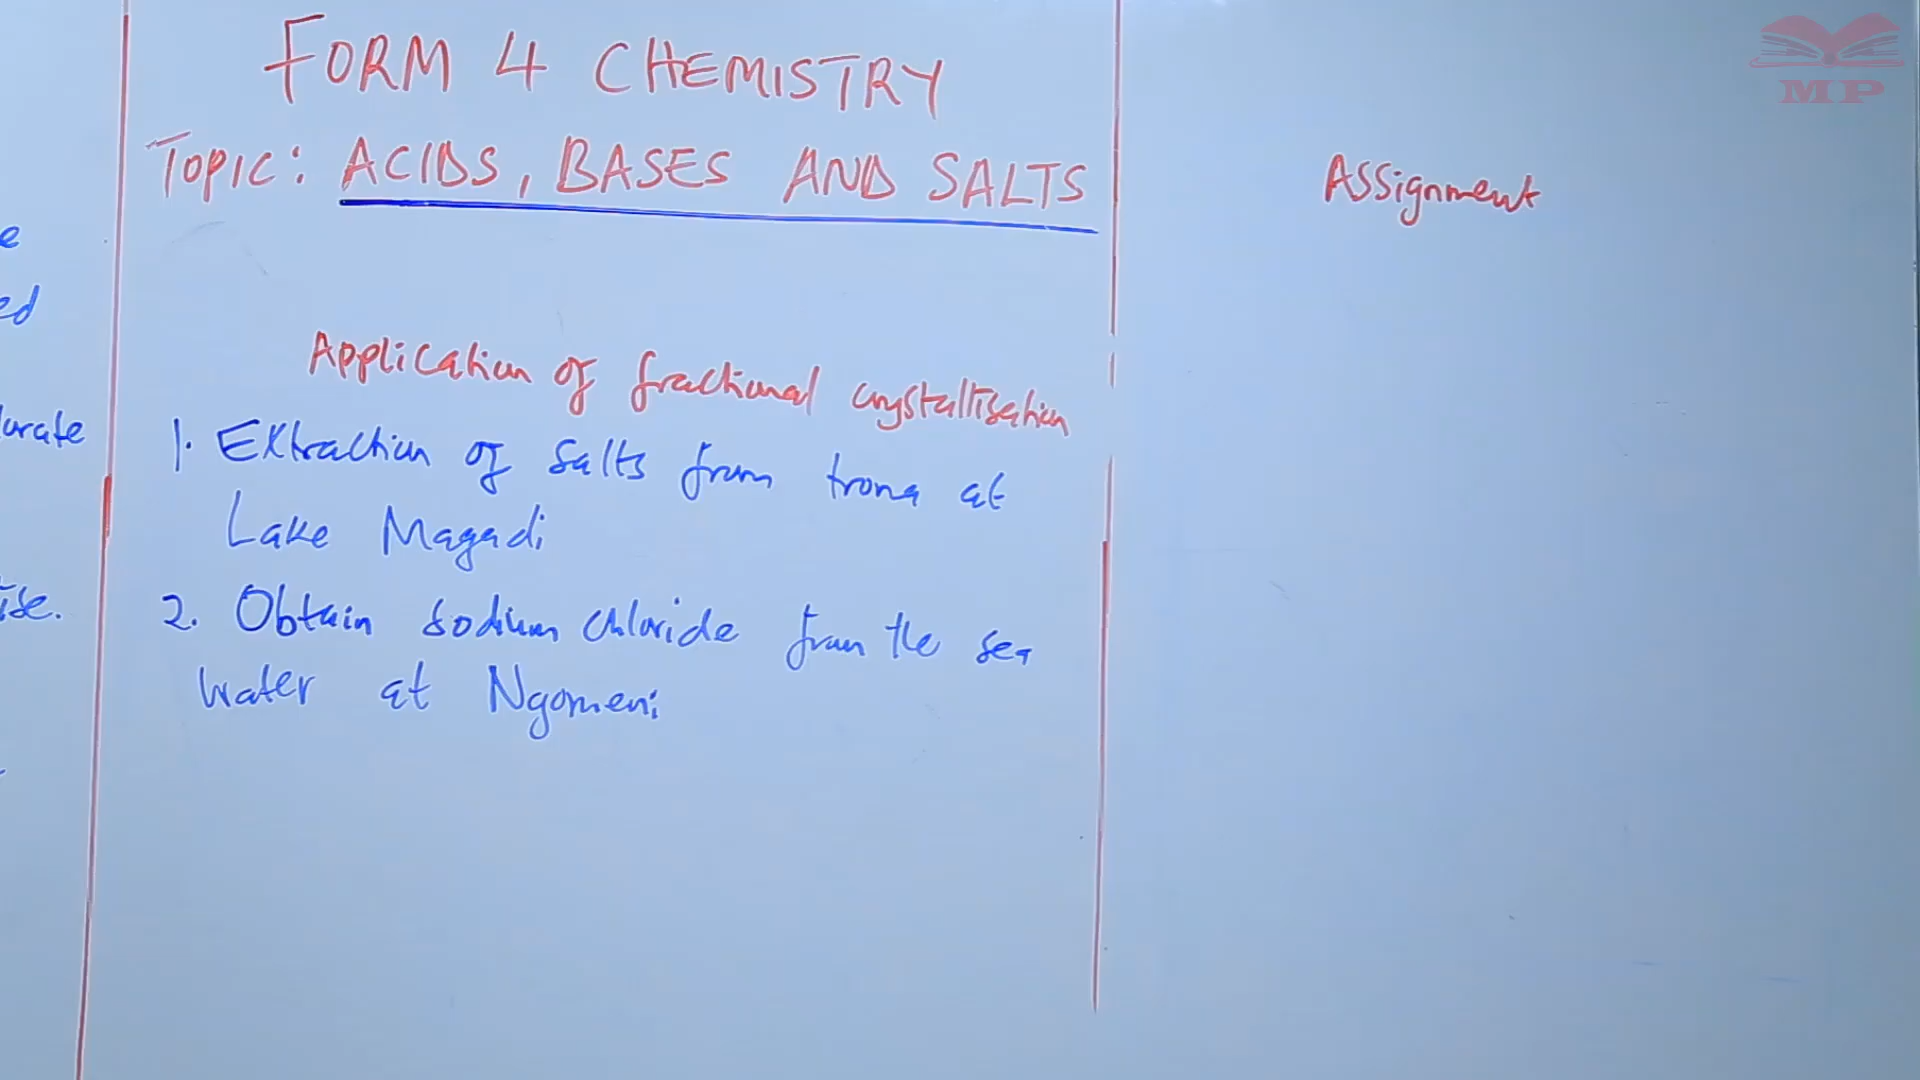 FORM 4 CHEMISTRY
TOPIC: ACIDS, BASES AND SALTS
Application of fractional crystallisation
1. Extraction of salts from trona at
Lake Magadi
2. Obtain sodium chloride from the sea
water at Ngomeni
Assignment
MP